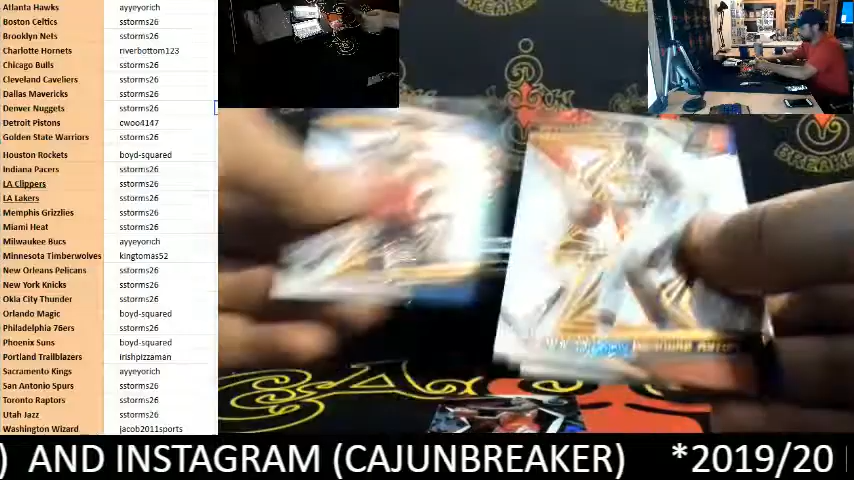 Atlanta Hawks ayyeyorich
Boston Celtics sstorms26
Brooklyn Nets sstorms26
Charlotte Hornets riverbottom123
Chicago Bulls sstorms26
Cleveland Cavaliers sstorms26
Dallas Mavericks sstorms26
Denver Nuggets sstorms26
Detroit Pistons cwoo4147
Golden State Warriors sstorms26
Houston Rockets boyd-squared
Indiana Pacers sstorms26
LA Clippers sstorms26
LA Lakers sstorms26
Memphis Grizzlies sstorms26
Miami Heat sstorms26
Milwaukee Bucs ayyeyorich
Minnesota Timberwolves kingtomas52
New Orleans Pelicans sstorms26
New York Knicks sstorms26
Okla City Thunder sstorms26
Orlando Magic boyd-squared
Philadelphia 76ers sstorms26
Phoenix Suns boyd-squared
Portland Trailblazers irishpizzaman
Sacramento Kings ayyeyorich
San Antonio Spurs sstorms26
Toronto Raptors sstorms26
Utah Jazz sstorms26
Washington Wizard jacob2011sports
BREAKE
) AND INSTAGRAM (CAJUNBREAKER) *2019/20